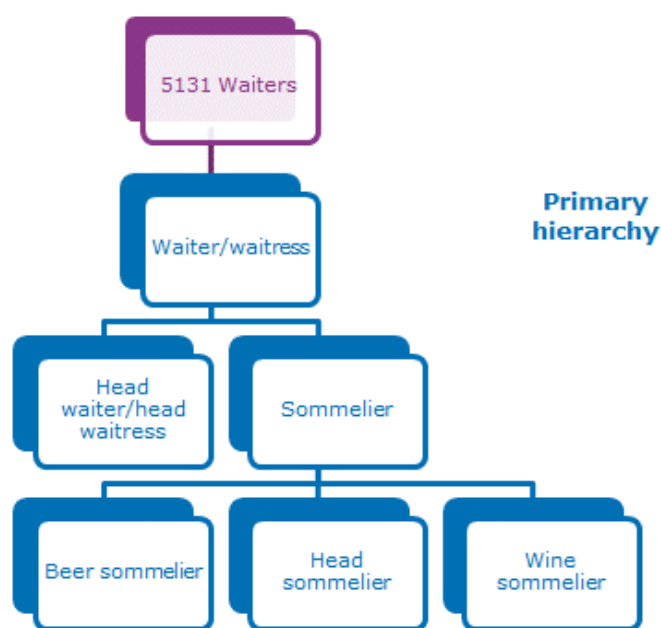 5131 Waiters
Primary
hierarchy
Waiter/waitress
Head
waiter/head
waitress
Sommelier
Beer sommelier
Head
sommelier
Wine
sommelier